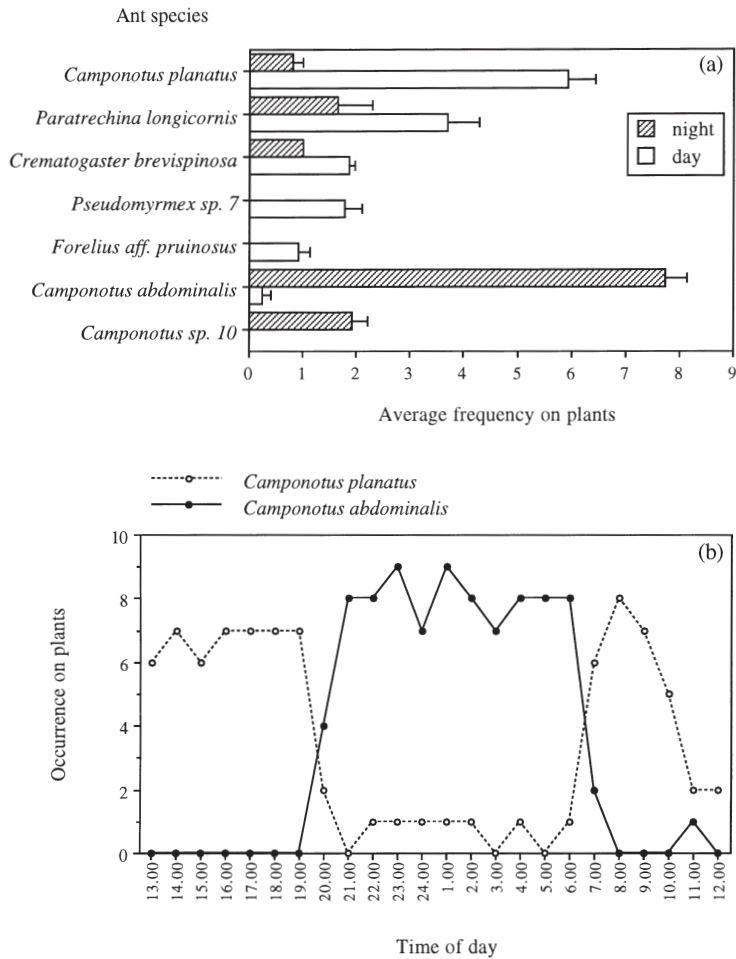 Ant species
(a)
Camponotus planatus
Paratrechina longicornis
Crematogaster brevispinosa
Pseudomyrmex sp. 7
Forelius aff. pruinosus
Camponotus abdominalis
Camponotus sp. 10
night
day
0 1 2 3 4 5 6 7 8 9
Average frequency on plants
Camponotus planatus
Camponotus abdominalis
(b)
Occurrence on plants
10
8
6
4
2
0
13.00 14.00 15.00 16.00 17.00 18.00 19.00 20.00 21.00 22.00 23.00 24.00 1.00 2.00 3.00 4.00 5.00 6.00 7.00 8.00 9.00 10.00 11.00 12.00
Time of day